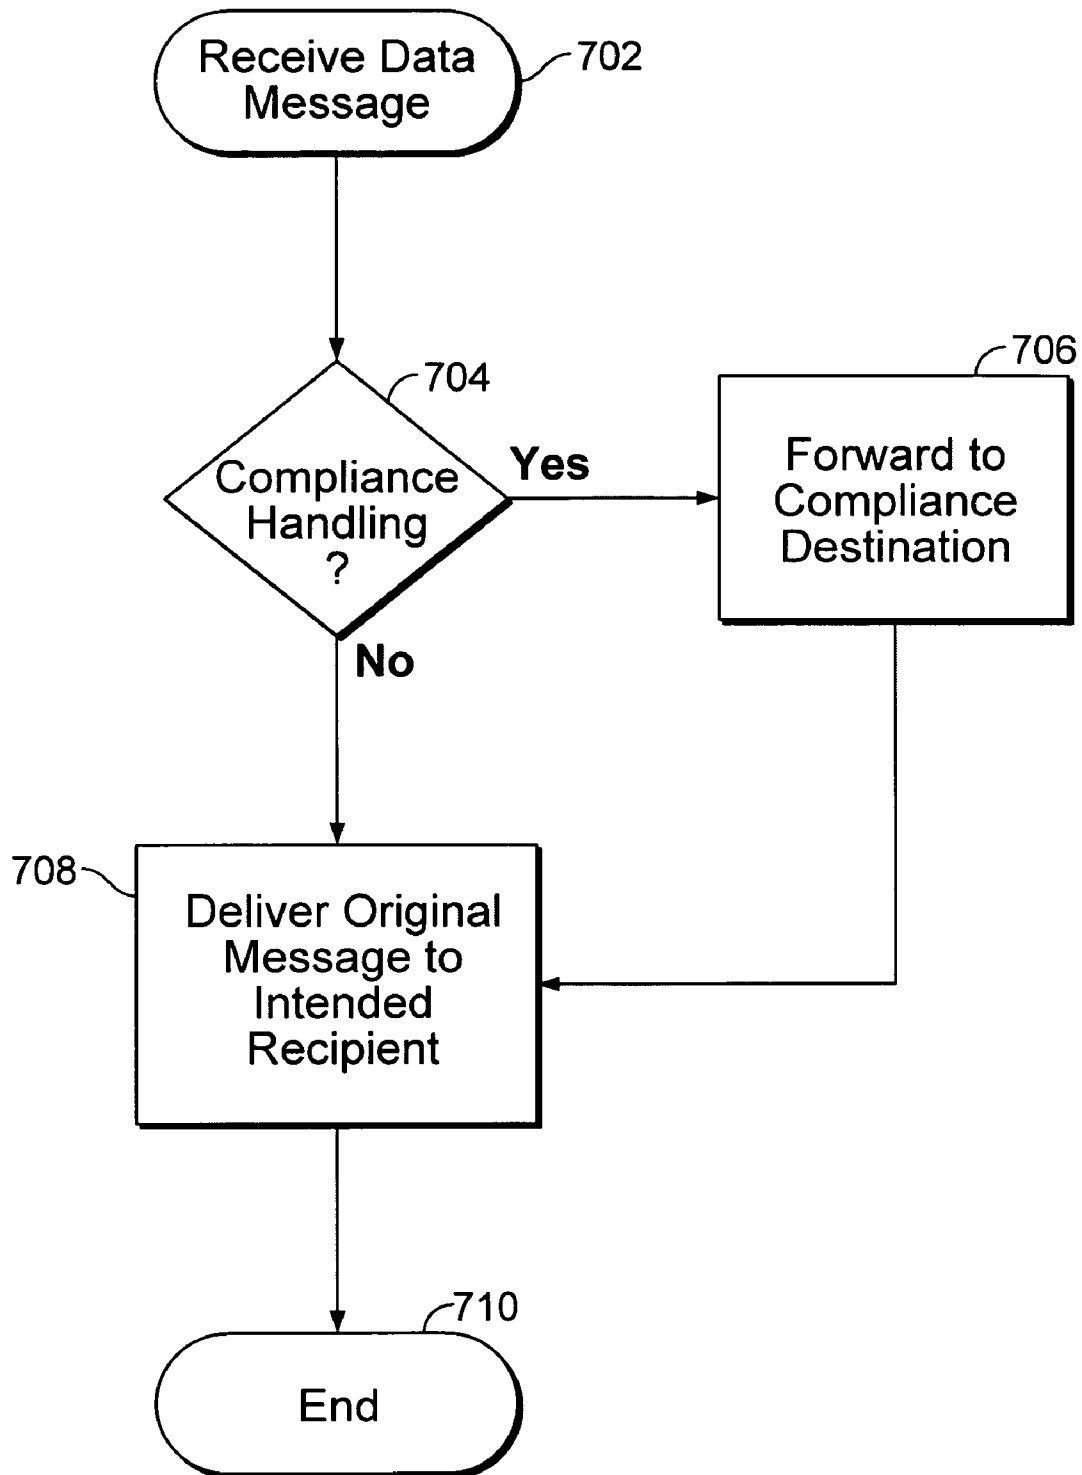 Receive Data
Message
702
704
Compliance
Handling
?
Yes
No
706
Forward to
Compliance
Destination
708
Deliver Original
Message to
Intended
Recipient
710
End